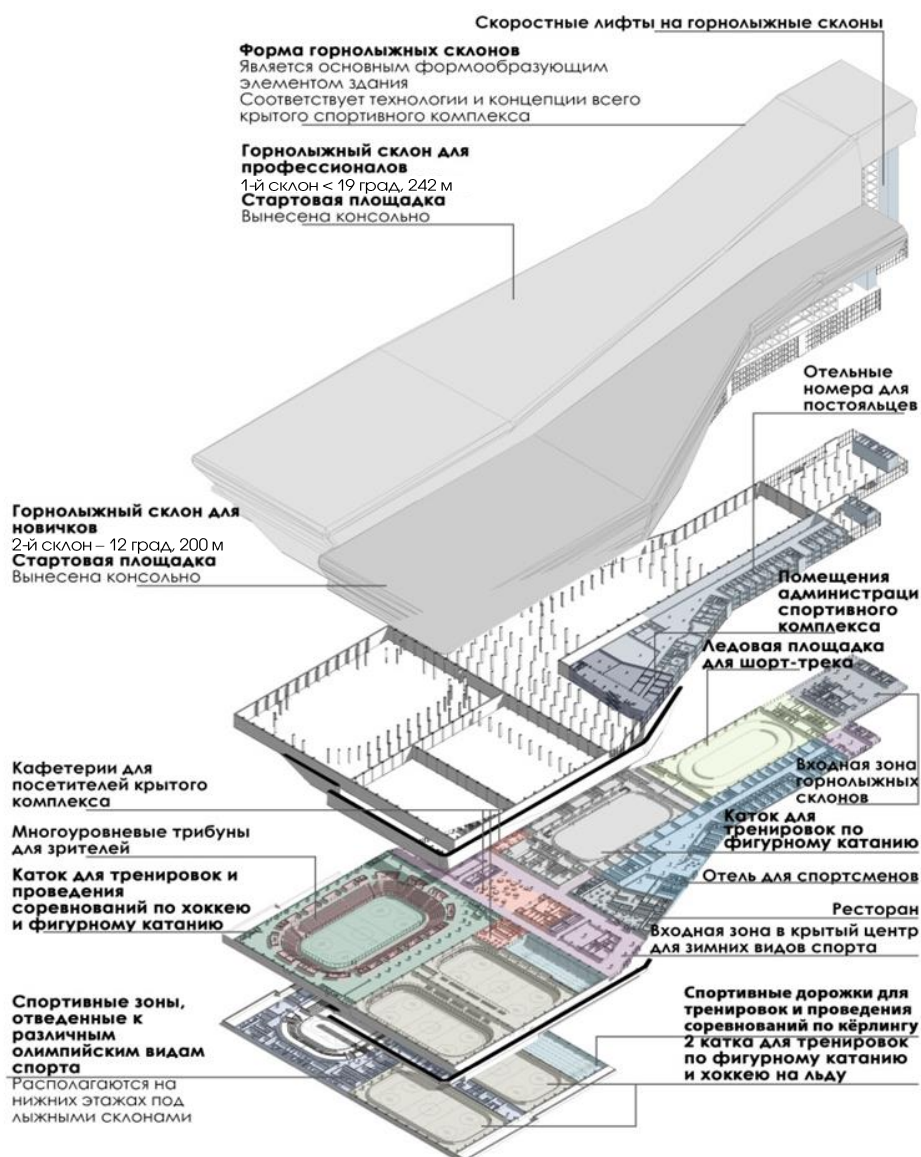 Скоростные лифты на горнолыжные склоны
Форма горнолыжных склонов
Является основным формообразующим
элементом здания
Соответствует технологии и концепции всего
крытого спортивного комплекса
Горнолыжный склон для
профессионалов
1-й склон < 19 град, 242 м
Стартовая площадка
Вынесена консольно
Отельные
номера для
постояльцев
Горнолыжный склон для
новичков
2-й склон – 12 град, 200 м
Стартовая площадка
Вынесена консольно
Помещения
администраци
спортивного
комплекса
Ледовая площадка
для шорт-трека
Кафетерии для
посетителей крытого
комплекса
Входная зона
горнолыжных
склонов
Многоуровневые трибуны
для зрителей
Каток для
тренировок по
фигурному катанию
Каток для тренировок и
проведения
соревнований по хоккею
и фигурному катанию
Отель для спортсменов
Ресторан
Входная зона в крытый центр
для зимних видов спорта
Спортивные зоны,
отведенные к
различным
олимпийским видам
спорта
Располагаются на
нижних этажах под
лыжными склонами
Спортивные дорожки для
тренировок и проведения
соревнований по кёрлингу
2 катка для тренировок
по фигурному катанию
и хоккею на льду